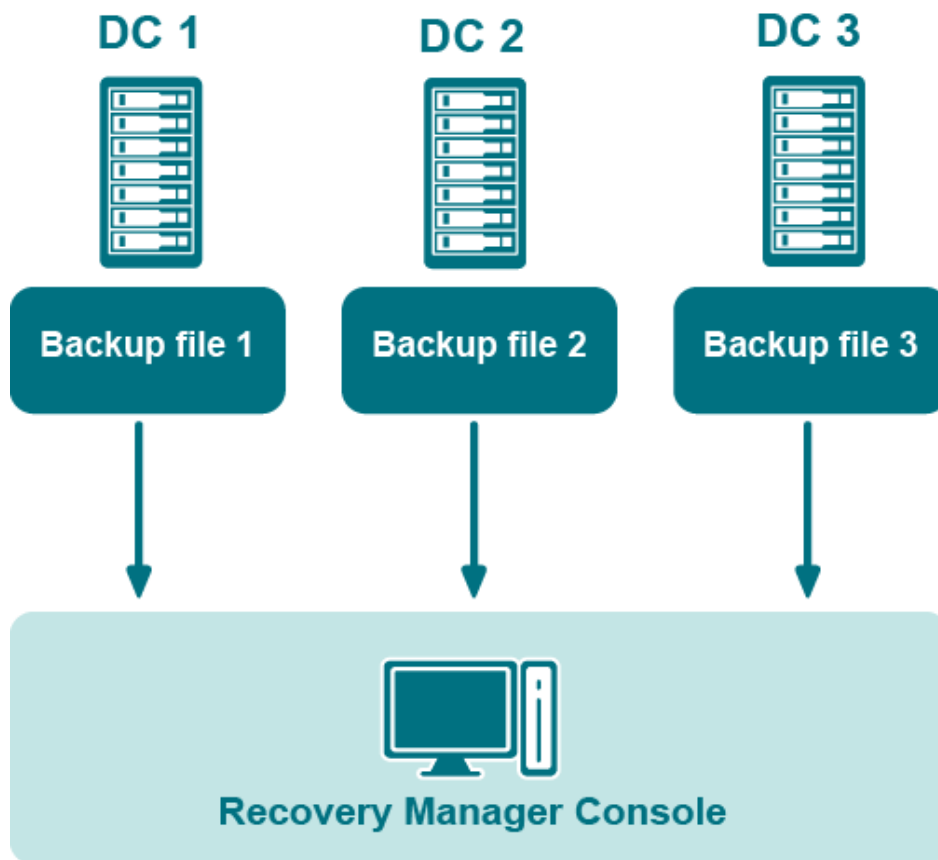 DC 1
DC 2
DC 3
Backup file 1
Backup file 2
Backup file 3
Recovery Manager Console